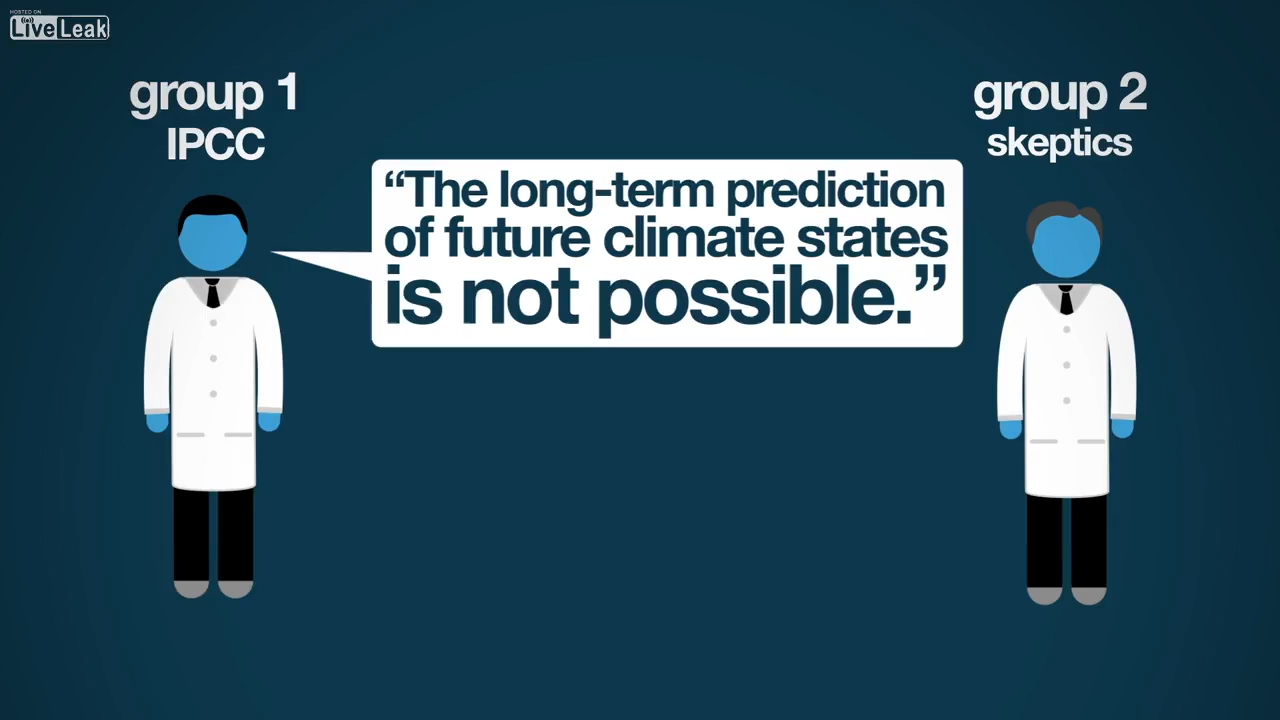 HOSTED ON
LiveLeak
group 1
IPCC
group 2
skeptics
“The long-term prediction
of future climate states
is not possible.”